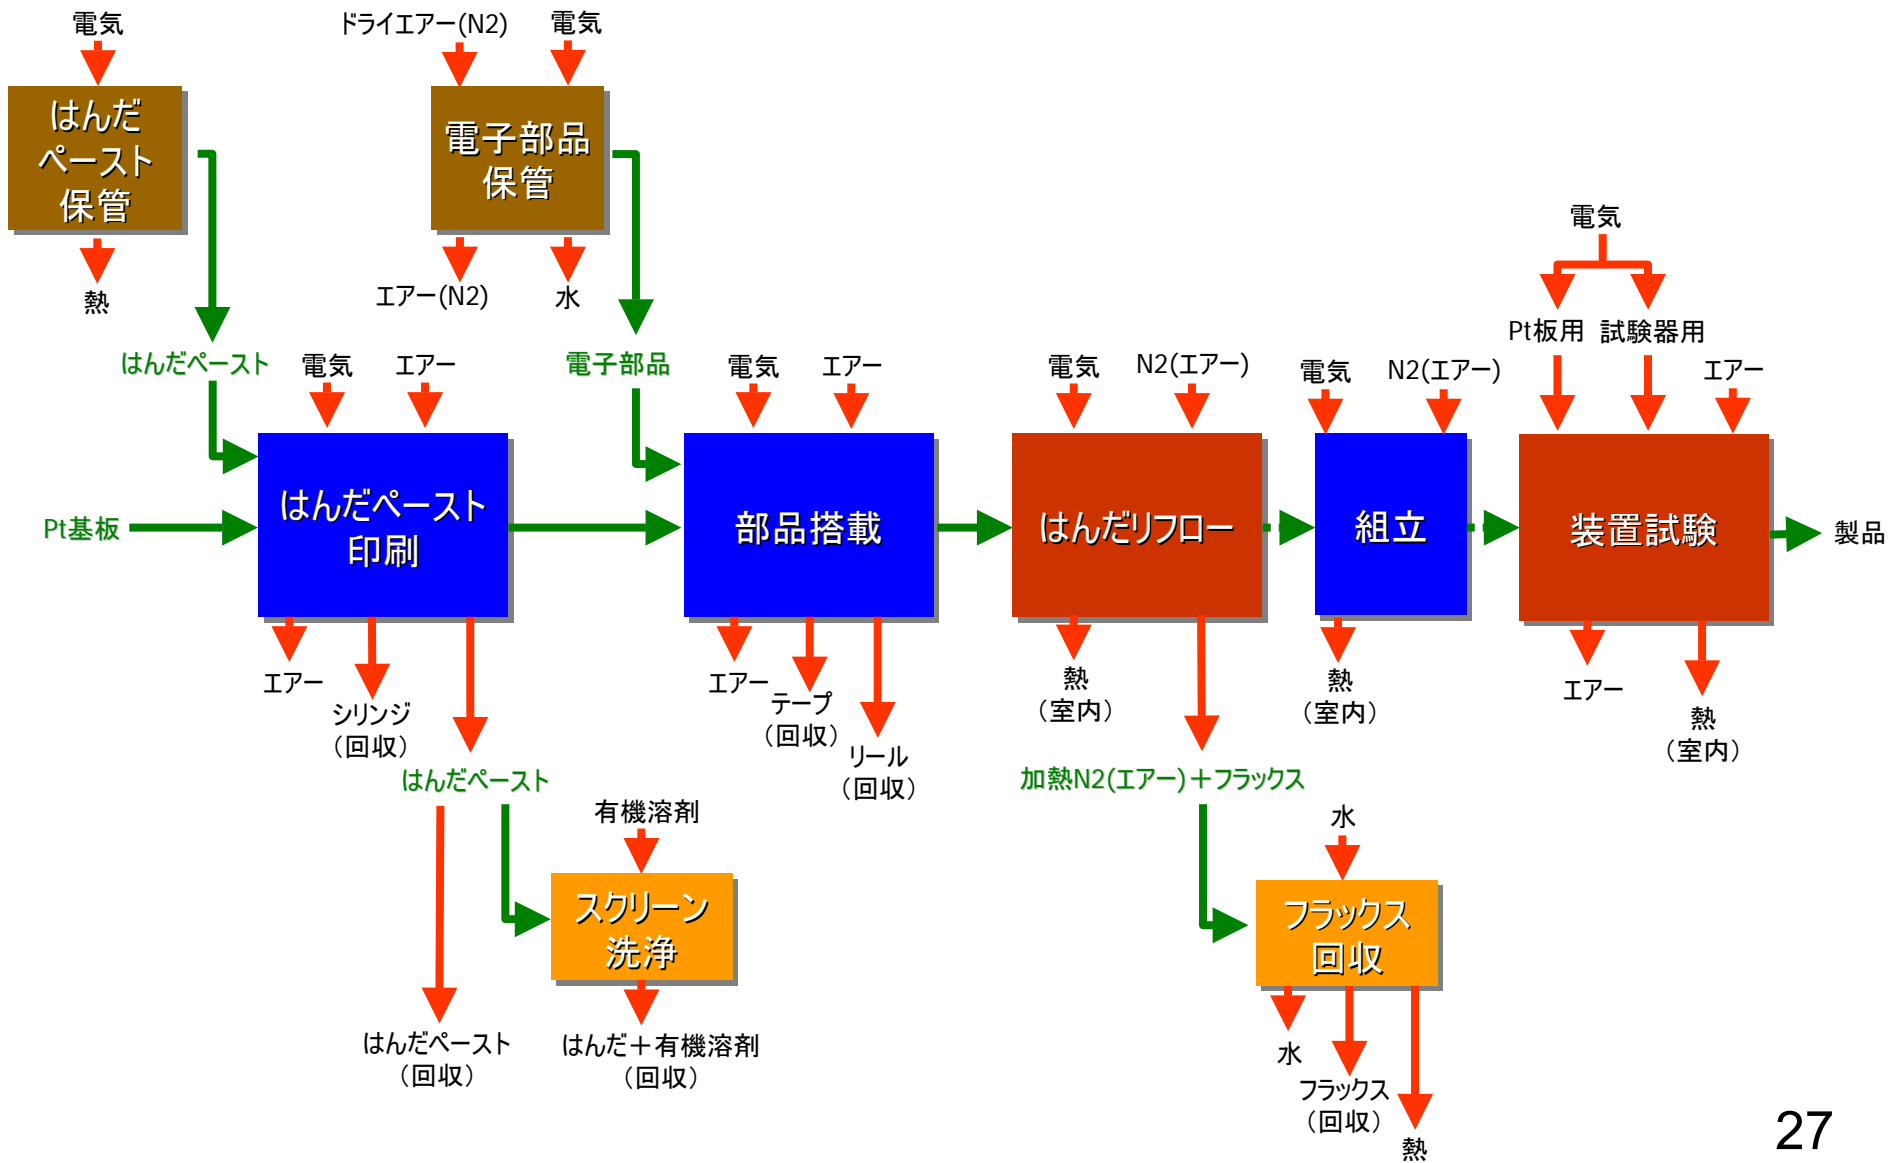 電気
ドライエアー(N2)
電気
はんだ
ペースト
保管
電子部品
保管
熱
エアー(N2)
水
電気
Pt板用
試験器用
はんだペースト
電気
エアー
電子部品
電気
エアー
電気
N2(エアー)
電気
N2(エアー)
エアー
Pt基板
はんだペースト
印刷
部品搭載
はんだリフロー
組立
装置試験
製品
エアー
シリンジ
（回収）
エアー
テープ
（回収）
リール
（回収）
熱
（室内）
熱
（室内）
エアー
熱
（室内）
はんだペースト
加熱N2(エアー)＋フラックス
有機溶剤
水
スクリーン
洗浄
フラックス
回収
はんだペースト
（回収）
はんだ＋有機溶剤
（回収）
水
フラックス
（回収）
熱
27